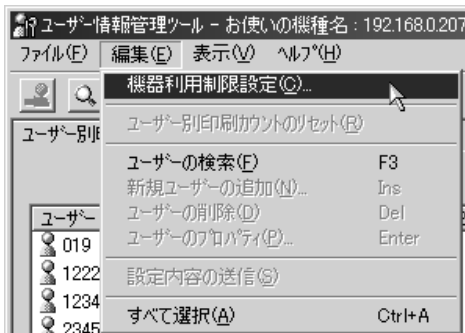 ユーザー情報管理ツール - お使いの機種名 : 192.168.0.207
ファイル(F) 編集(E) 表示(V) ヘルプ(H)
機器利用制限設定(C)...
ユーザー別印刷カウントのリセット(R)
ユーザーの検索(F) F3
新規ユーザーの追加(N)... Ins
ユーザーの削除(D) Del
ユーザーのプロパティ(P)... Enter
設定内容の送信(S)
すべて選択(A) Ctrl+A
ユーザー別
ユーザー
019
1222
1234
2345